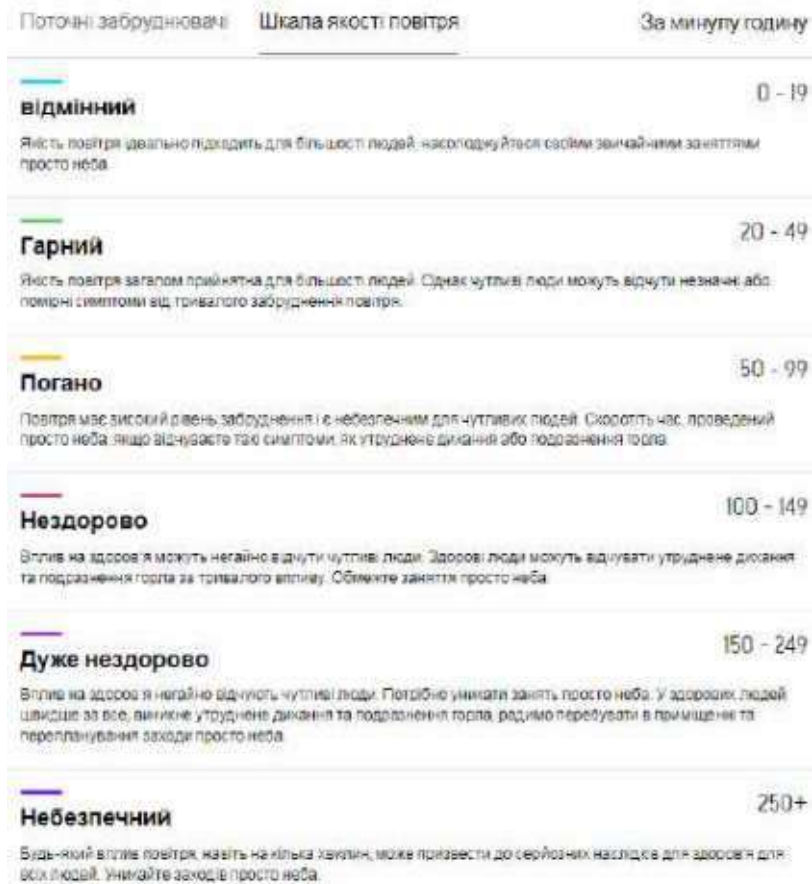 Поточні забруднювачі Шкала якості повітря За минулу годину
відмінний 0 - 19
Якість повітря ідеально підходить для більшості людей, насолоджуйтеся своїми звичайними заняттями
просто неба.
Гарний 20 - 49
Якість повітря загалом прийнятна для більшості людей. Однак чутливі люди можуть відчути незначні або
помірні симптоми від тривалого забруднення повітря.
Погано 50 - 99
Повітря має високий рівень забруднення і є небезпечним для чутливих людей. Скоротіть час, проведений
просто неба, якщо відчуваєте такі симптоми, як утруднене дихання або подразнення горла.
Нездорово 100 - 149
Вплив на здоров'я можуть негайно відчути чутливі люди. Здорові люди можуть відчувати утруднене дихання
та подразнення горла за тривалого впливу. Обмежте заняття просто неба.
Дуже нездорово 150 - 249
Вплив на здоров'я негайно відчують чутливі люди. Потрібно уникати занять просто неба. У здорових людей,
швидше за все, виникне утруднене дихання та подразнення горла; радимо перебувати в приміщенні та
перепланування заходи просто неба.
Небезпечний 250+
Будь-який вплив повітря, навіть на кілька хвилин, може призвести до серйозних наслідків для здоров'я для
всіх людей. Уникайте заходів просто неба.